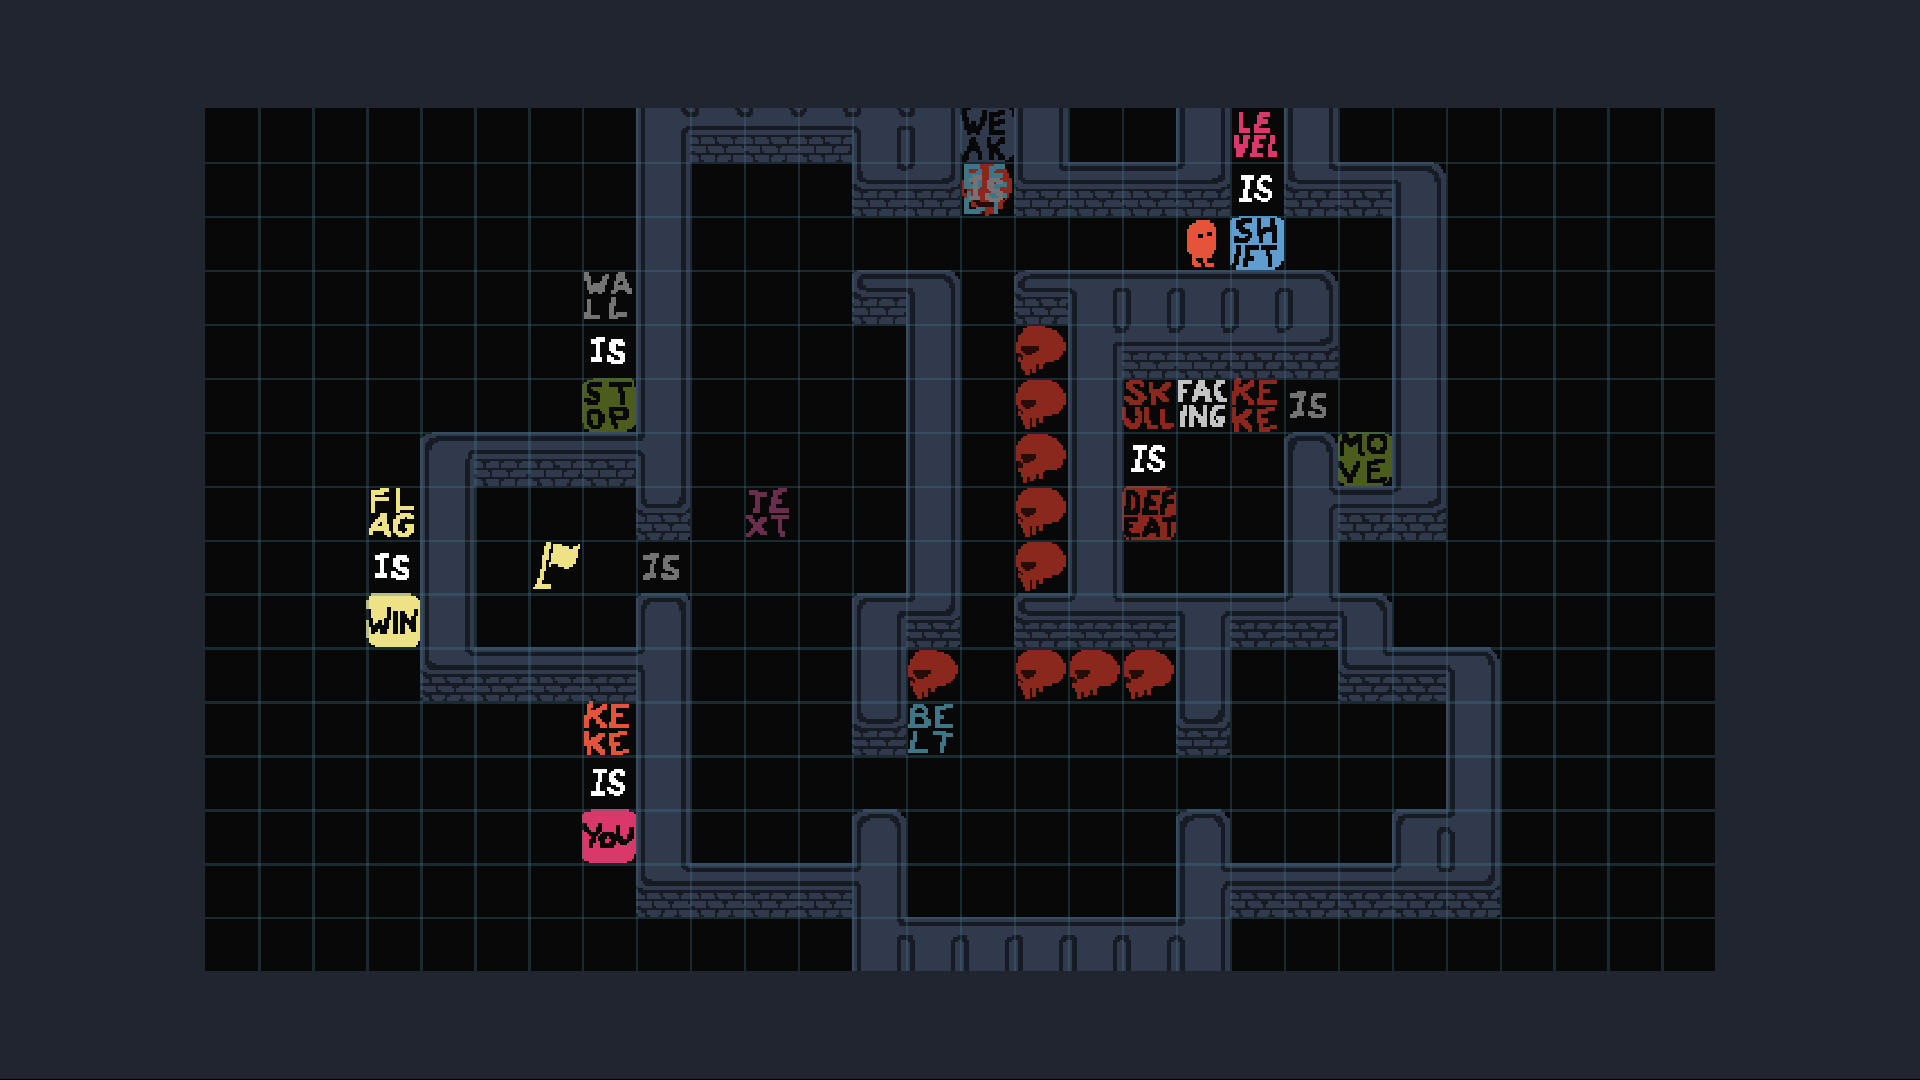 WEAK
LEVEL
BELT
IS
SHIFT
WALL
IS
STOP
SKULL FACING KEKE IS
IS
MOVE
FLAG
TEXT
DEFEAT
IS
IS
WIN
KEKE
BELT
IS
YOU